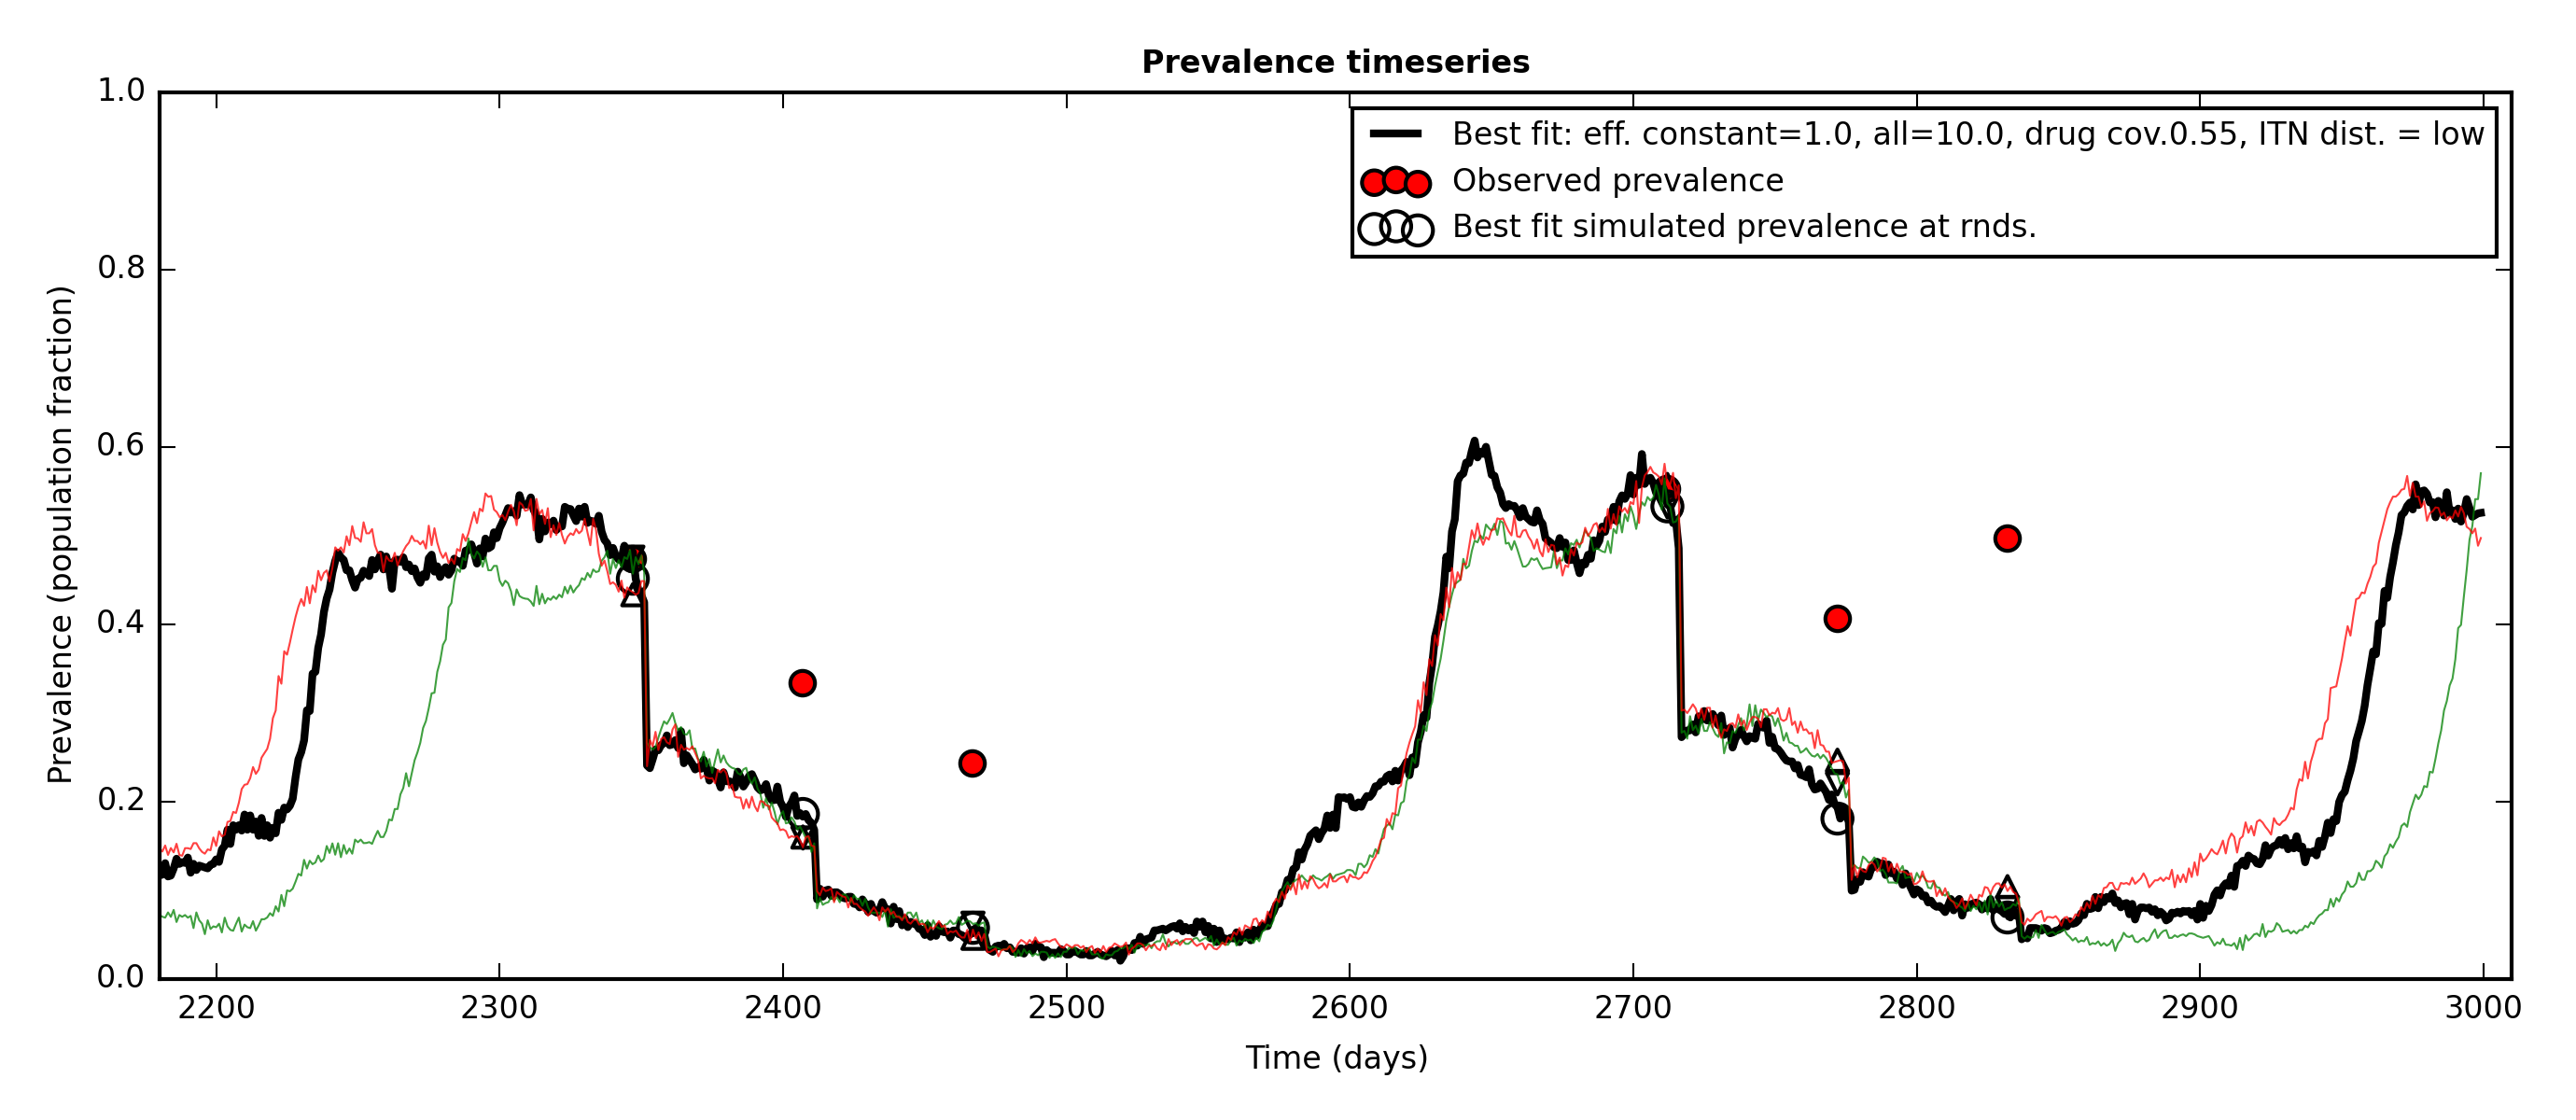 Prevalence timeseries
Best fit: eff. constant=1.0, all=10.0, drug cov.0.55, ITN dist. = low
Observed prevalence
Best fit simulated prevalence at rnds.
Prevalence (population fraction)
1.0
0.8
0.6
0.4
0.2
0.0
2200 2300 2400 2500 2600 2700 2800 2900 3000
Time (days)